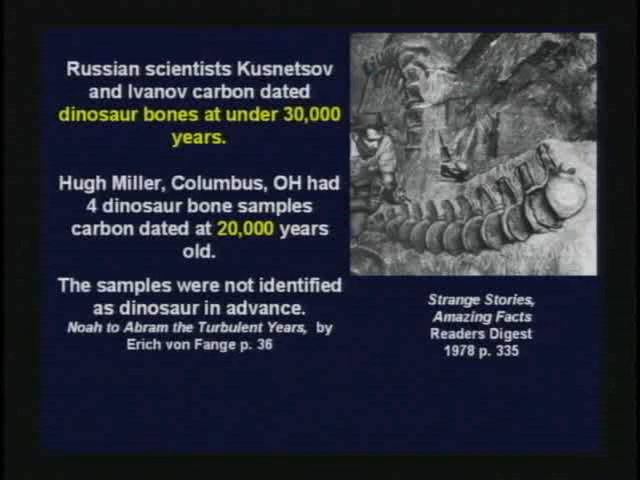 Russian scientists Kusnetsov
and Ivanov carbon dated
dinosaur bones at under 30,000
years.
Hugh Miller, Columbus, OH had
4 dinosaur bone samples
carbon dated at 20,000 years
old.
The samples were not identified
as dinosaur in advance.
Noah to Abram the Turbulent Years, by
Erich von Fange p. 36
Strange Stories,
Amazing Facts
Readers Digest
1978 p. 335